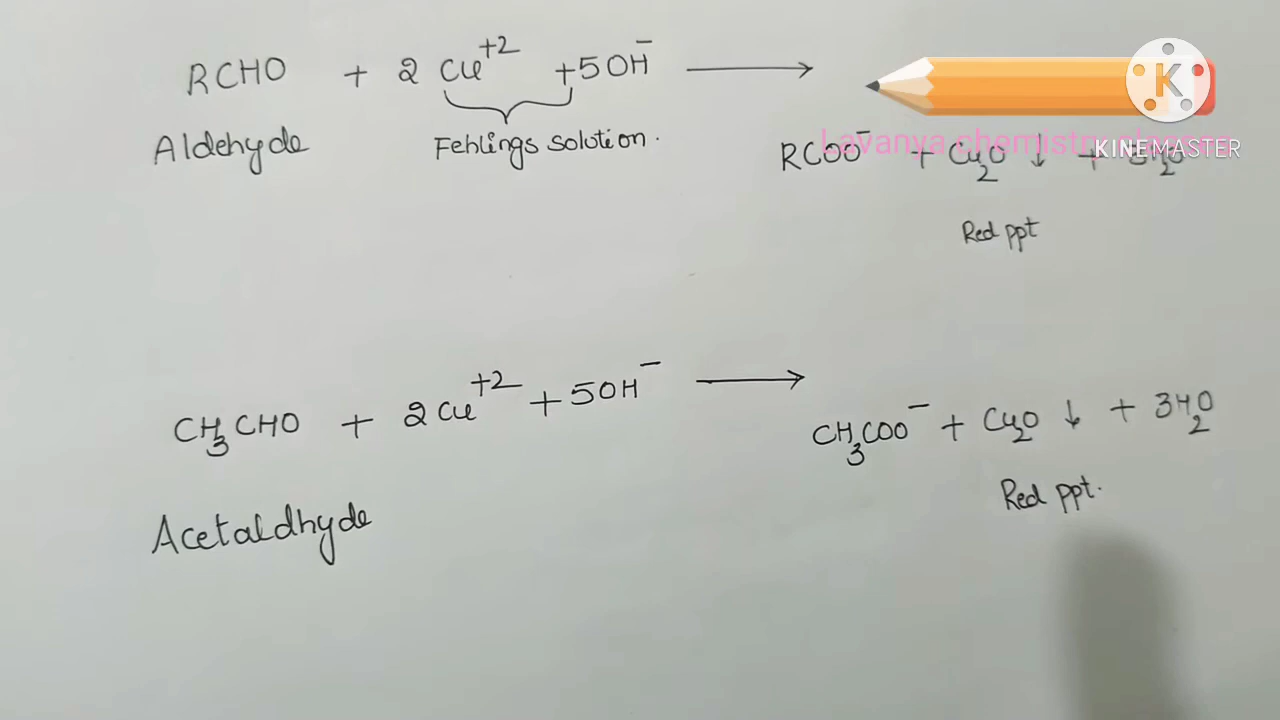 RCHO + 2 Cu⁺² + 5OH⁻ ⟶
Aldehyde
Fehlings solution.
Lavanya chemistry
K
KINEMASTER
RCOO⁻ + Cu₂O ↓ + 3H₂O
Red ppt
CH₃CHO + 2Cu⁺² + 5OH⁻ ⟶
CH₃COO⁻ + Cu₂O ↓ + 3H₂O
Acetaldhyde
Red ppt.